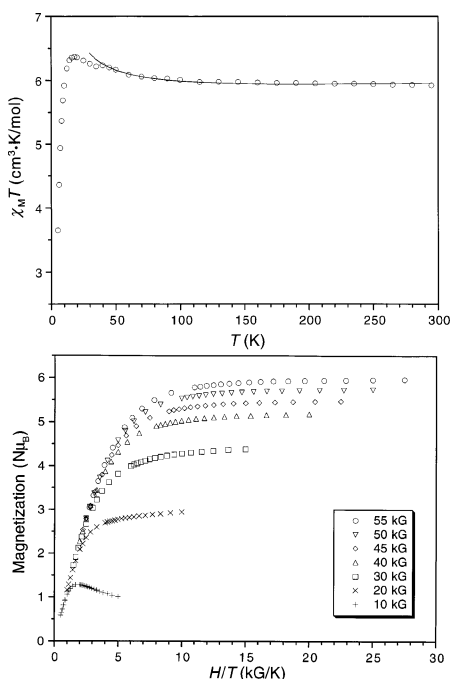 7
6
5
4
3
χMT (cm³•K/mol)
0 50 100 150 200 250 300
T (K)
6
5
4
3
2
1
0
Magnetization (NμB)
55 kG
50 kG
45 kG
40 kG
30 kG
20 kG
10 kG
0 5 10 15 20 25 30
H/T (kG/K)